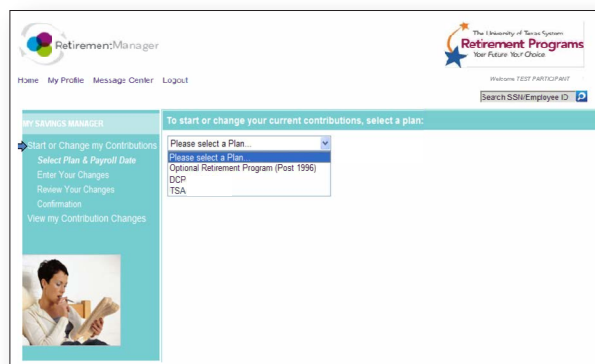 RetirementManager
The University of Texas System
Retirement Programs
Your Future Your Choice
Home My Profile Message Center Logout
Welcome TEST PARTICIPANT
Search SSN/Employee ID
MY SAVINGS MANAGER
To start or change your current contributions, select a plan:
Start or Change my Contributions
Select Plan & Payroll Date
Enter Your Changes
Review Your Changes
Confirmation
View my Contribution Changes
Please select a Plan...
Please select a Plan...
Optional Retirement Program (Post 1996)
DCP
TSA